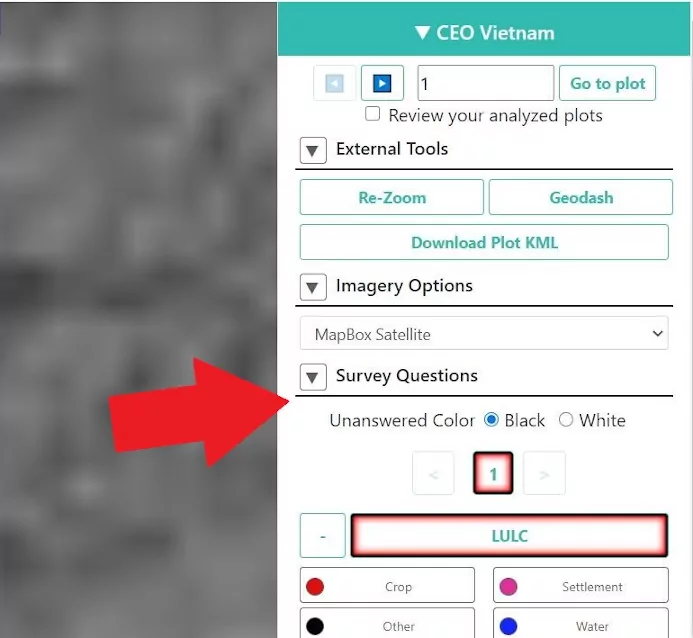 ▼ CEO Vietnam
1 Go to plot
Review your analyzed plots
▼ External Tools
Re-Zoom Geodash
Download Plot KML
▼ Imagery Options
MapBox Satellite
▼ Survey Questions
Unanswered Color Black White
< 1 >
- LULC
Crop Settlement
Other Water